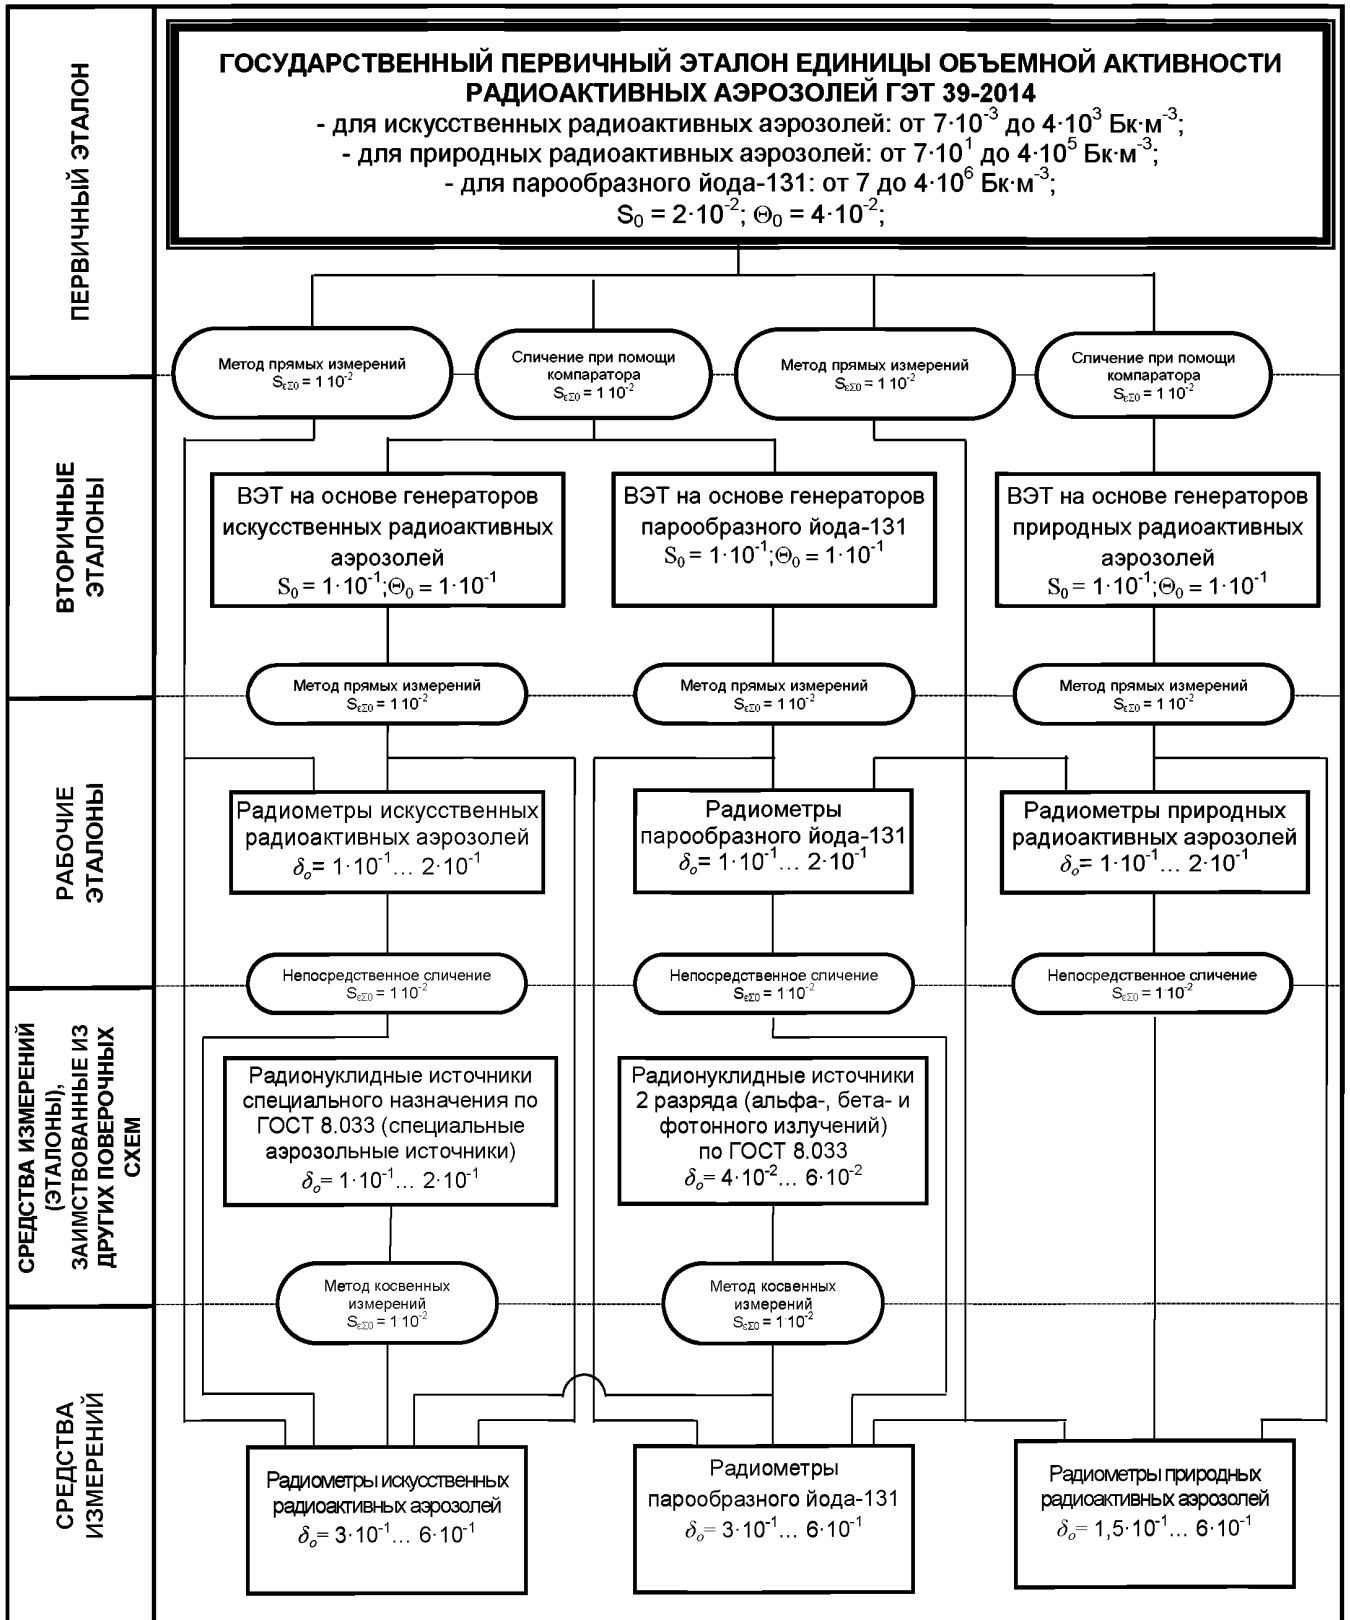 ПЕРВИЧНЫЙ ЭТАЛОН
ГОСУДАРСТВЕННЫЙ ПЕРВИЧНЫЙ ЭТАЛОН ЕДИНИЦЫ ОБЪЕМНОЙ АКТИВНОСТИ
РАДИОАКТИВНЫХ АЭРОЗОЛЕЙ ГЭТ 39-2014
- для искусственных радиоактивных аэрозолей: от 7·10⁻³ до 4·10³ Бк·м⁻³;
- для природных радиоактивных аэрозолей: от 7·10¹ до 4·10⁵ Бк·м⁻³;
- для парообразного йода-131: от 7 до 4·10⁶ Бк·м⁻³;
S₀ = 2·10⁻²; Θ₀ = 4·10⁻²;
Метод прямых измерений
S_εΣ0 = 1 10⁻²
Сличение при помощи
компаратора
S_εΣ0 = 1 10⁻²
Метод прямых измерений
S_εΣ0 = 1 10⁻²
Сличение при помощи
компаратора
S_εΣ0 = 1 10⁻²
ВТОРИЧНЫЕ
ЭТАЛОНЫ
ВЭТ на основе генераторов
искусственных радиоактивных
аэрозолей
S₀ = 1·10⁻¹;Θ₀ = 1·10⁻¹
ВЭТ на основе генераторов
парообразного йода-131
S₀ = 1·10⁻¹;Θ₀ = 1·10⁻¹
ВЭТ на основе генераторов
природных радиоактивных
аэрозолей
S₀ = 1·10⁻¹;Θ₀ = 1·10⁻¹
Метод прямых измерений
S_εΣ0 = 1 10⁻²
Метод прямых измерений
S_εΣ0 = 1 10⁻²
Метод прямых измерений
S_εΣ0 = 1 10⁻²
РАБОЧИЕ
ЭТАЛОНЫ
Радиометры искусственных
радиоактивных аэрозолей
δₒ= 1·10⁻¹... 2·10⁻¹
Радиометры
парообразного йода-131
δₒ= 1·10⁻¹... 2·10⁻¹
Радиометры природных
радиоактивных аэрозолей
δₒ= 1·10⁻¹... 2·10⁻¹
Непосредственное сличение
S_εΣ0 = 1 10⁻²
Непосредственное сличение
S_εΣ0 = 1 10⁻²
Непосредственное сличение
S_εΣ0 = 1 10⁻²
СРЕДСТВА ИЗМЕРЕНИЙ
(ЭТАЛОНЫ),
ЗАИМСТВОВАННЫЕ ИЗ
ДРУГИХ ПОВЕРОЧНЫХ
СХЕМ
Радионуклидные источники
специального назначения по
ГОСТ 8.033 (специальные
аэрозольные источники)
δₒ= 1·10⁻¹... 2·10⁻¹
Радионуклидные источники
2 разряда (альфа-, бета- и
фотонного излучений)
по ГОСТ 8.033
δₒ= 4·10⁻²... 6·10⁻²
Метод косвенных
измерений
S_εΣ0 = 1 10⁻²
Метод косвенных
измерений
S_εΣ0 = 1 10⁻²
СРЕДСТВА
ИЗМЕРЕНИЙ
Радиометры искусственных
радиоактивных аэрозолей
δₒ= 3·10⁻¹... 6·10⁻¹
Радиометры
парообразного йода-131
δₒ= 3·10⁻¹... 6·10⁻¹
Радиометры природных
радиоактивных аэрозолей
δₒ= 1,5·10⁻¹... 6·10⁻¹